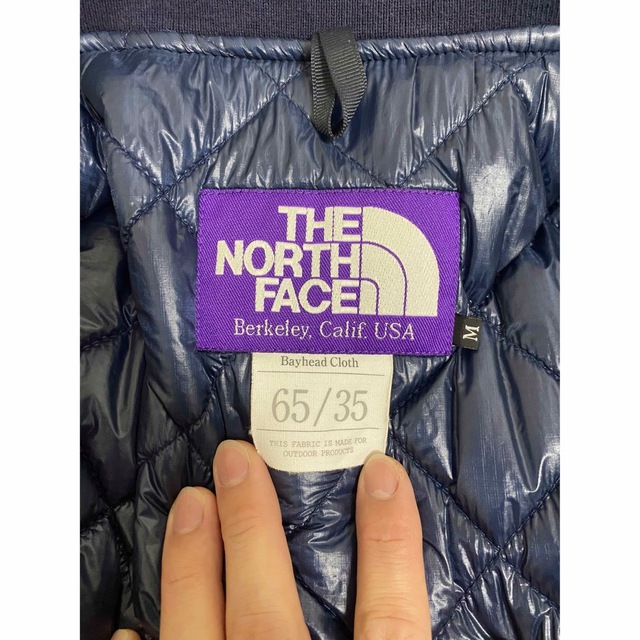 THE
NORTH
FACE
Berkeley, Calif. USA
M
Bayhead Cloth
65/35
THIS FABRIC IS MADE FOR
OUTDOOR PRODUCTS